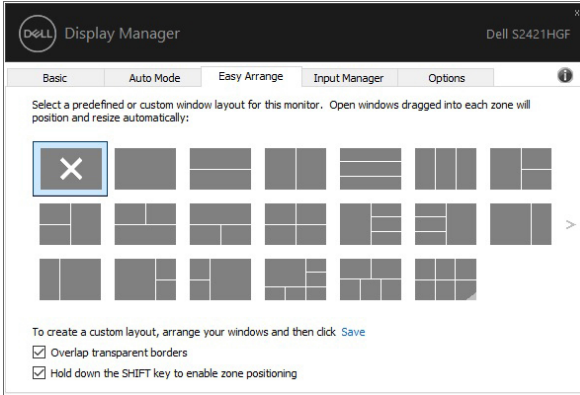 DELL Display Manager
Dell S2421HGF
Basic Auto Mode Easy Arrange Input Manager Options
Select a predefined or custom window layout for this monitor. Open windows dragged into each zone will
position and resize automatically:
To create a custom layout, arrange your windows and then click Save
Overlap transparent borders
Hold down the SHIFT key to enable zone positioning